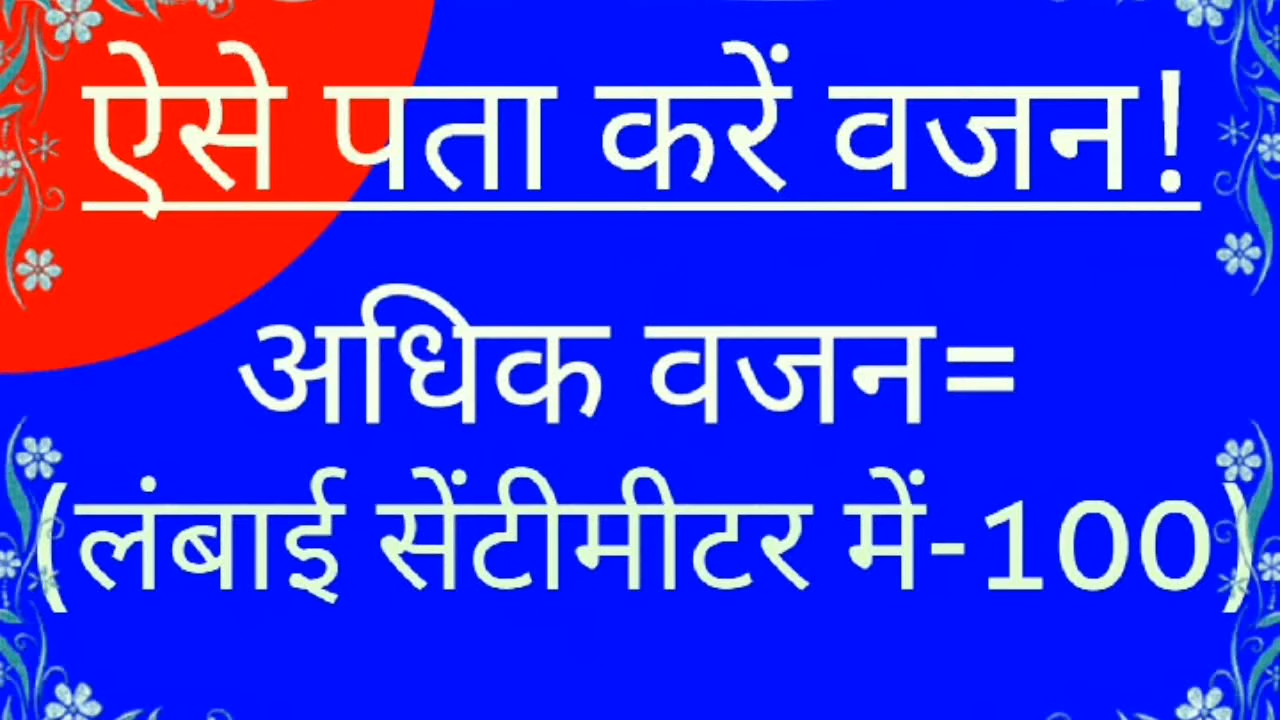 ऐसे पता करें वजन!
अधिक वजन=
(लंबाई सेंटीमीटर में-100)